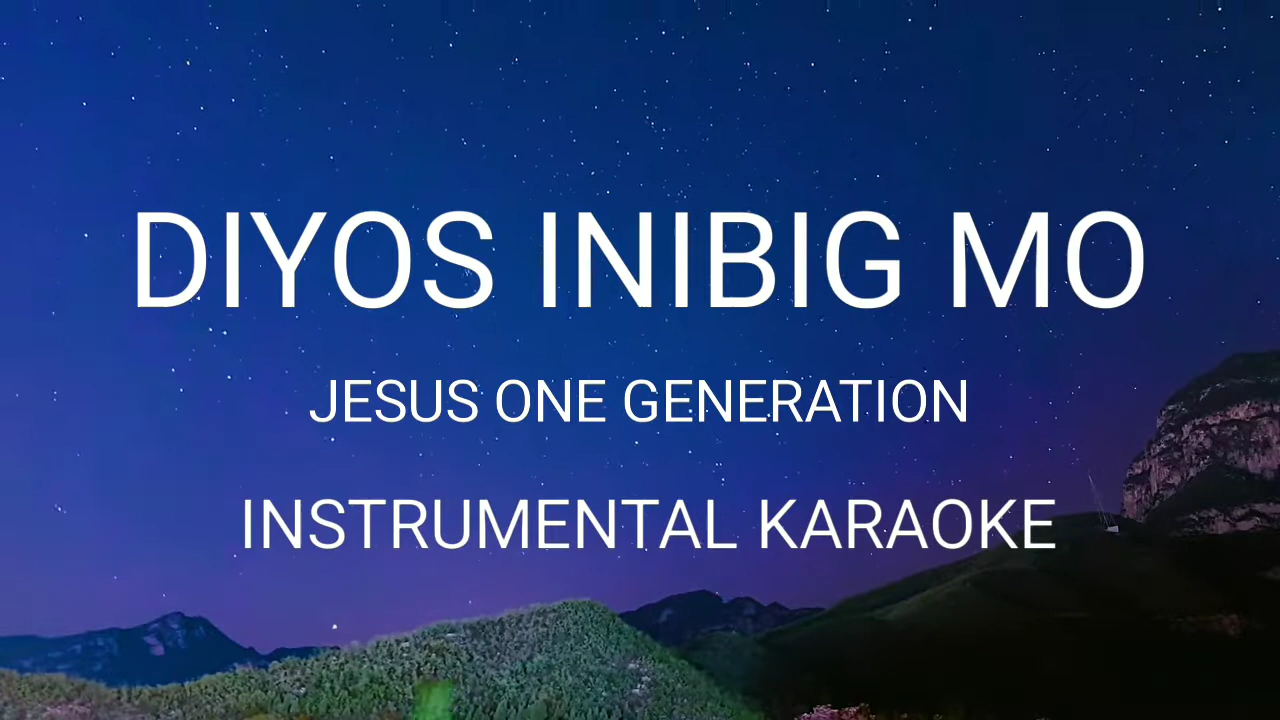 DIYOS INIBIG MO
JESUS ONE GENERATION
INSTRUMENTAL KARAOKE